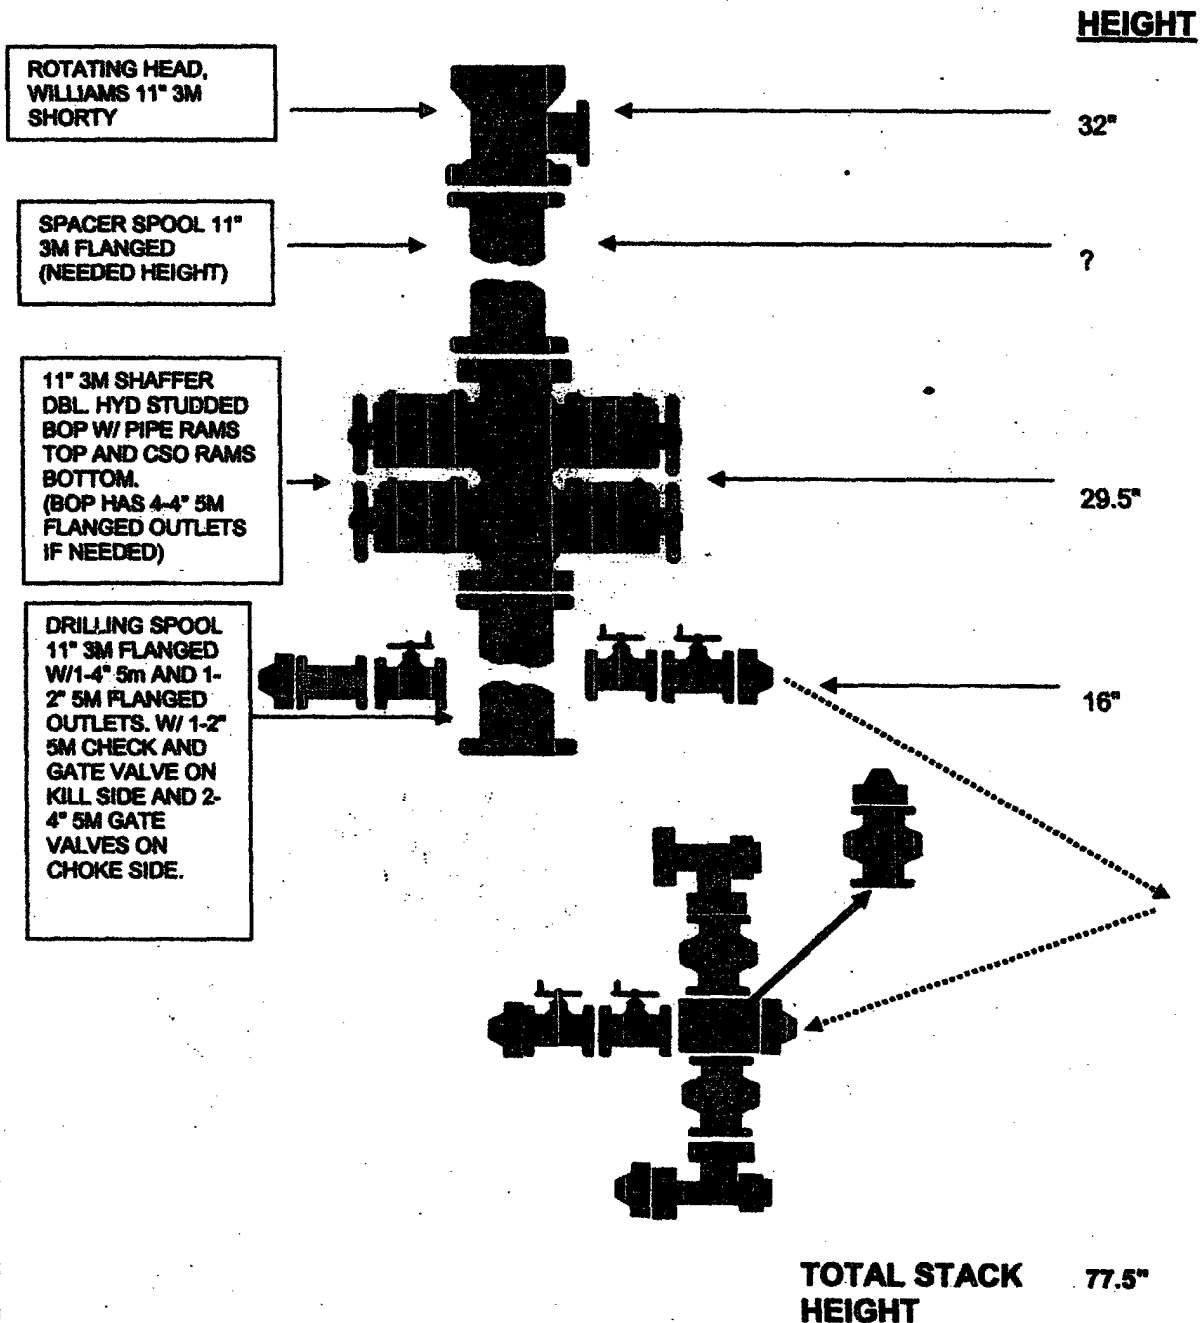 HEIGHT
ROTATING HEAD,
WILLIAMS 11" 3M
SHORTY
32"
SPACER SPOOL 11"
3M FLANGED
(NEEDED HEIGHT)
?
11" 3M SHAFFER
DBL. HYD STUDDED
BOP W/ PIPE RAMS
TOP AND CSO RAMS
BOTTOM.
(BOP HAS 4-4" 5M
FLANGED OUTLETS
IF NEEDED)
29.5"
DRILLING SPOOL
11" 3M FLANGED
W/1-4" 5m AND 1-
2" 5M FLANGED
OUTLETS. W/ 1-2"
5M CHECK AND
GATE VALVE ON
KILL SIDE AND 2-
4" 5M GATE
VALVES ON
CHOKE SIDE.
16"
TOTAL STACK
HEIGHT
77.5"